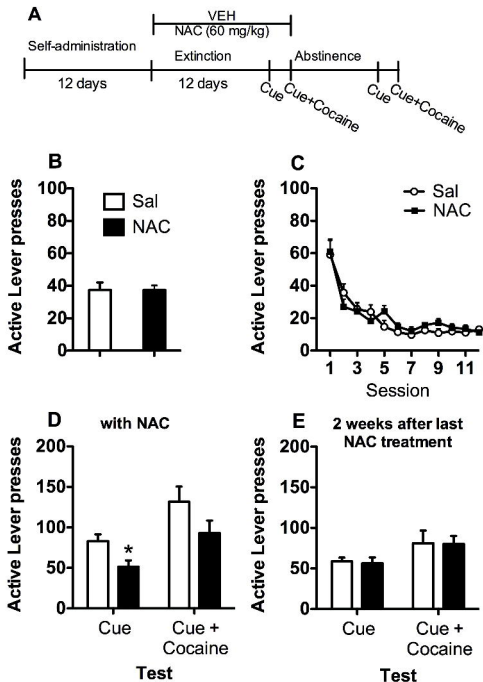 A
VEH
NAC (60 mg/kg)
Self-administration
Extinction
Abstinence
12 days
12 days
Cue
Cue+Cocaine
Cue
Cue+Cocaine
B
Active Lever presses
100
80
60
40
20
0
Sal
NAC
C
Active Lever presses
100
80
60
40
20
0
Sal
NAC
1 3 5 7 9 11
Session
D
with NAC
Active Lever presses
200
150
100
50
0
*
Cue
Cue +
Cocaine
Test
E
2 weeks after last
NAC treatment
Active Lever presses
200
150
100
50
0
Cue
Cue +
Cocaine
Test